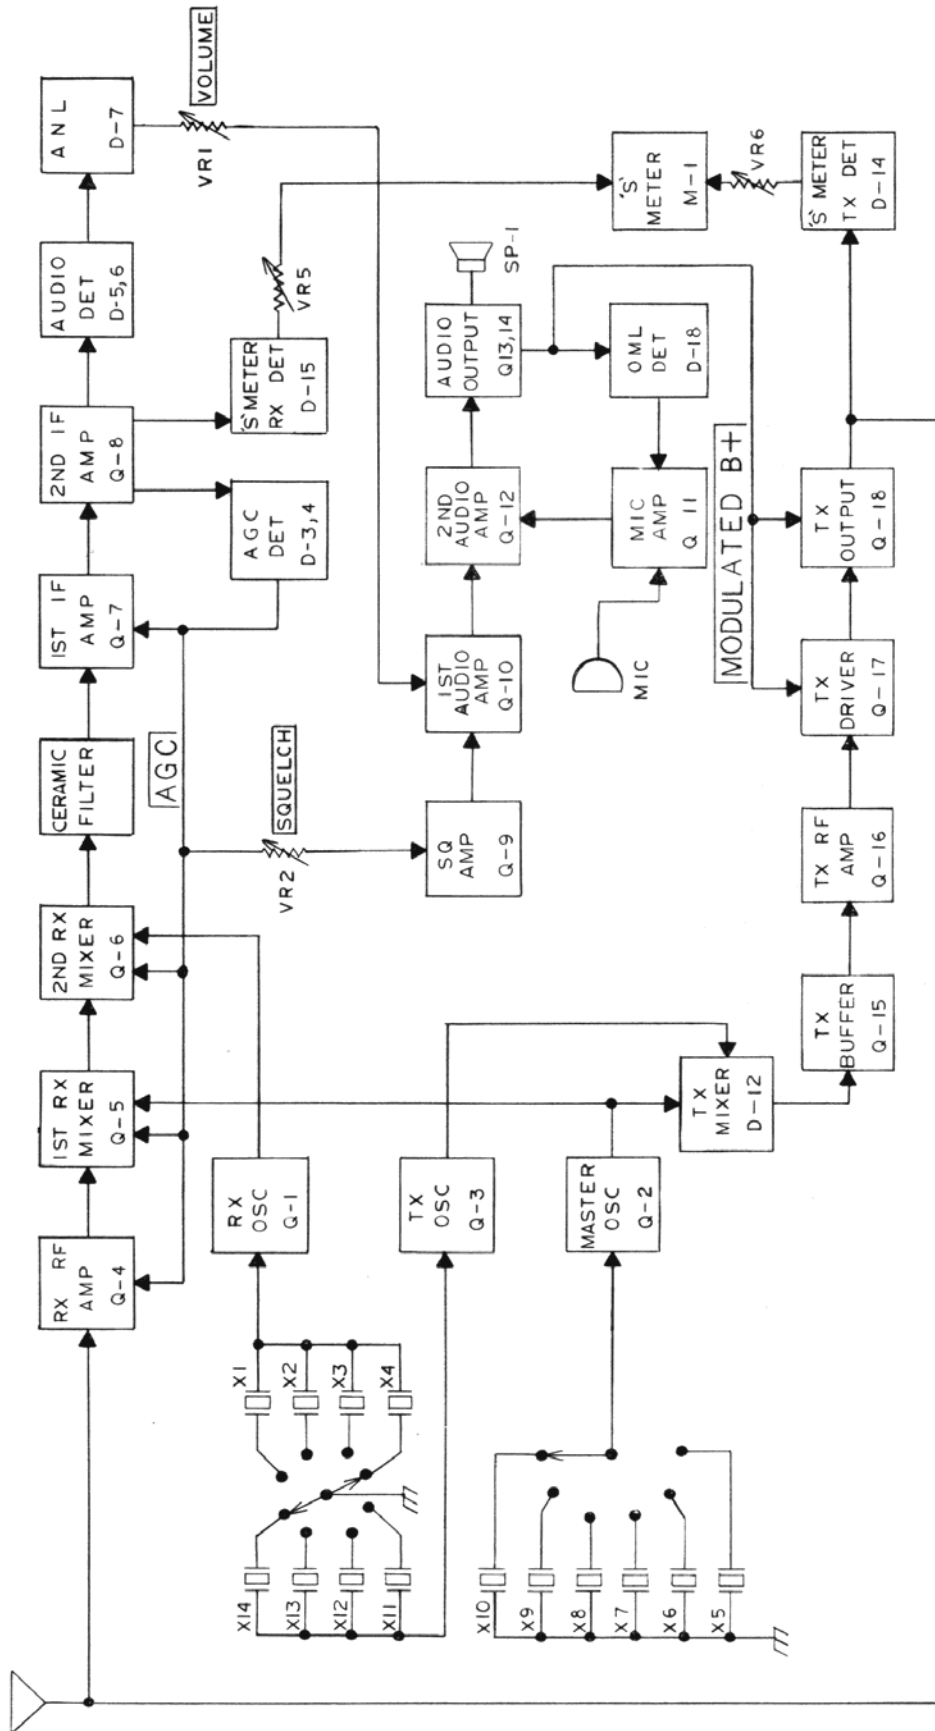 RX RF
AMP
Q-4
IST RX
MIXER
Q-5
2ND RX
MIXER
Q-6
CERAMIC
FILTER
IST IF
AMP
Q-7
2ND IF
AMP
Q-8
AUDIO
DET
D-5,6
ANL
D-7
VR1
VOLUME
AGC
AGC
DET
D-3,4
'S' METER
RX DET
D-15
VR5
VR2
SQUELCH
X1
X2
X3
X4
X14
X13
X12
X11
RX
OSC
Q-1
TX
OSC
Q-3
MASTER
OSC
Q-2
X10
X9
X8
X7
X6
X5
SQ
AMP
Q-9
IST
AUDIO
AMP
Q-10
2ND
AUDIO
AMP
Q-12
AUDIO
OUTPUT
Q13,14
SP-1
MIC
MIC
AMP
Q 11
OML
DET
D-18
'S'
METER
M-1
VR6
MODULATED B+
TX
MIXER
D-12
TX
BUFFER
Q-15
TX RF
AMP
Q-16
TX
DRIVER
Q-17
TX
OUTPUT
Q-18
'S' METER
TX DET
D-14